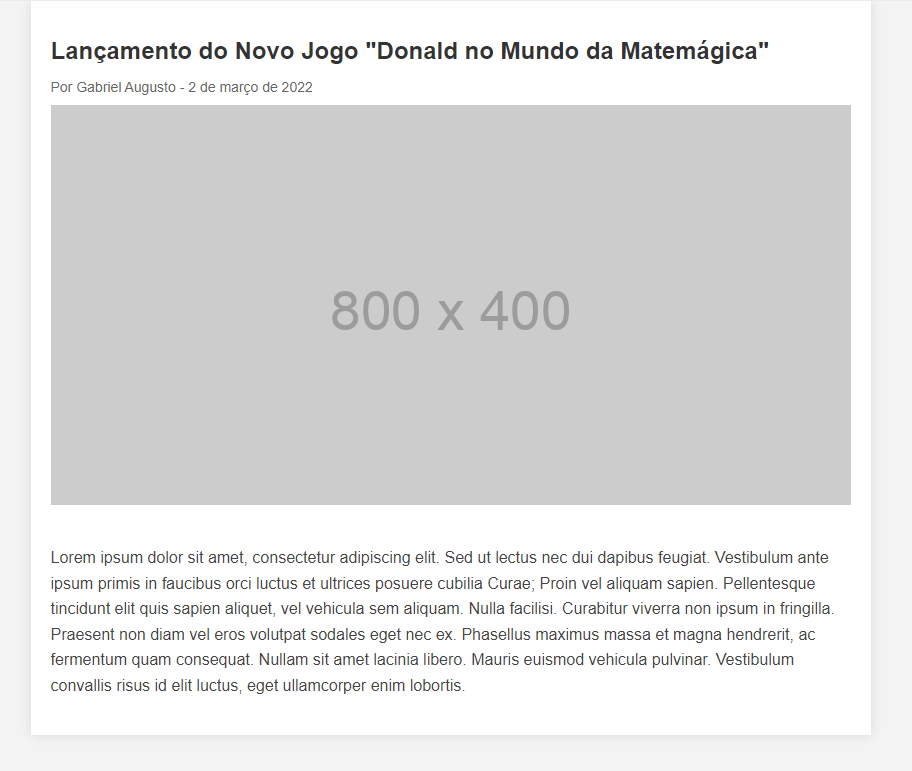 Lançamento do Novo Jogo "Donald no Mundo da Matemágica"
Por Gabriel Augusto - 2 de março de 2022
800 x 400
Lorem ipsum dolor sit amet, consectetur adipiscing elit. Sed ut lectus nec dui dapibus feugiat. Vestibulum ante
ipsum primis in faucibus orci luctus et ultrices posuere cubilia Curae; Proin vel aliquam sapien. Pellentesque
tincidunt elit quis sapien aliquet, vel vehicula sem aliquam. Nulla facilisi. Curabitur viverra non ipsum in fringilla.
Praesent non diam vel eros volutpat sodales eget nec ex. Phasellus maximus massa et magna hendrerit, ac
fermentum quam consequat. Nullam sit amet lacinia libero. Mauris euismod vehicula pulvinar. Vestibulum
convallis risus id elit luctus, eget ullamcorper enim lobortis.